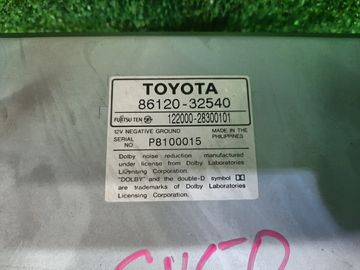 TOYOTA
86120-32540
FUJITSU TEN 122000-28300101
12V NEGATIVE GROUND MADE IN THE PHILIPPINES
SERIAL NO P8100015
Dolby noise reduction manufactured
under license from Dolby Laboratories
Licensing Corporation.
"DOLBY" and the double-D symbol
are trademarks of Dolby Laboratories
Licensing Corporation.